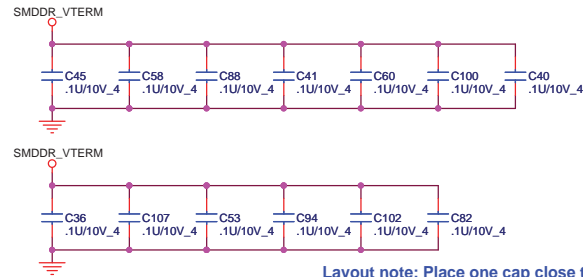 SMDDR_VTERM
C45 C58 C88 C41 C60 C100 C40
.1U/10V_4 .1U/10V_4 .1U/10V_4 .1U/10V_4 .1U/10V_4 .1U/10V_4 .1U/10V_4
SMDDR_VTERM
C36 C107 C53 C94 C102 C82
.1U/10V_4 .1U/10V_4 .1U/10V_4 .1U/10V_4 .1U/10V_4 .1U/10V_4
Layout note: Place one cap close